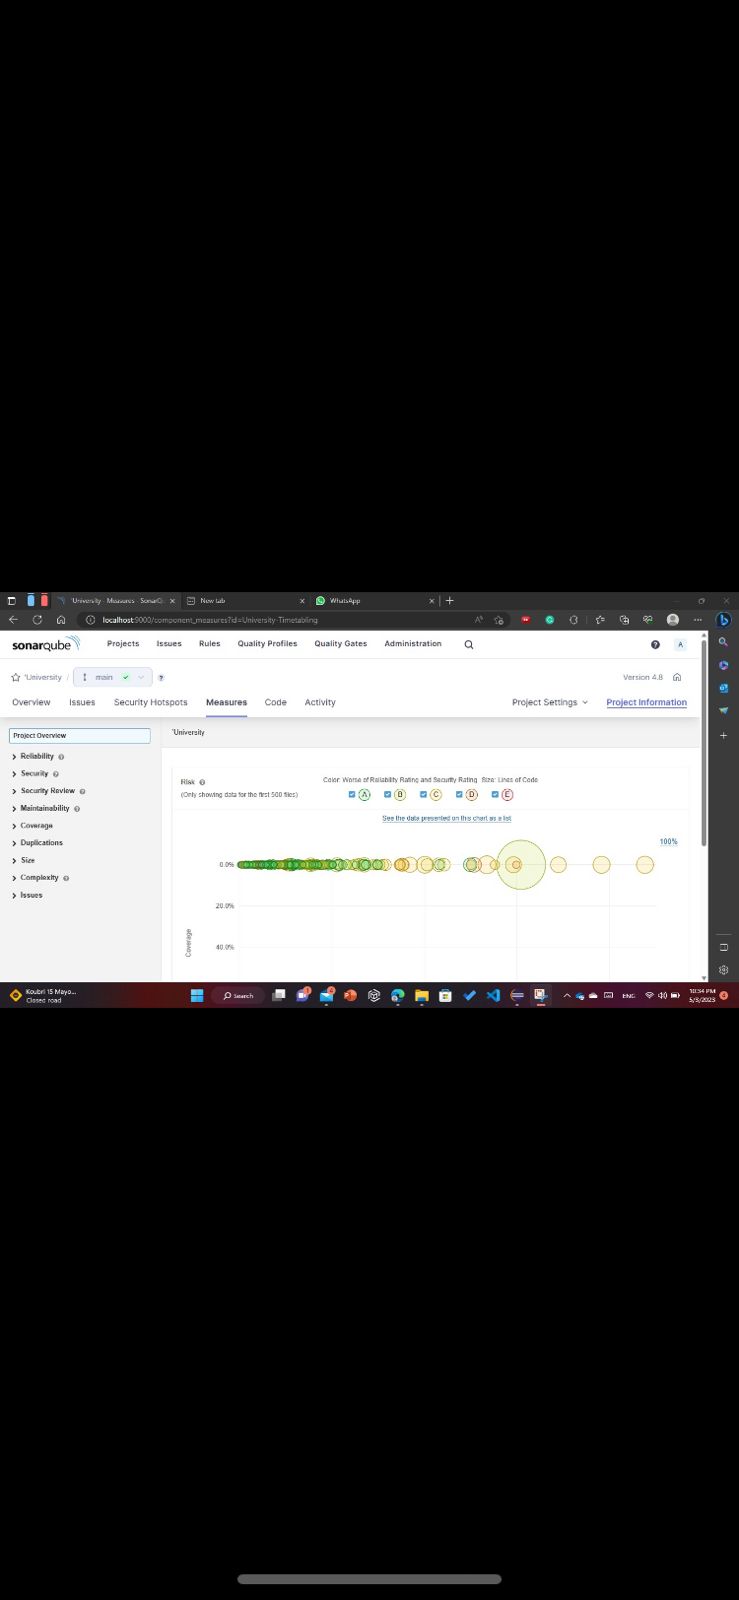 'University - Measures - SonarQ
New tab
WhatsApp
localhost:9000/component_measures?id=University-Timetabling
sonarqube
Projects
Issues
Rules
Quality Profiles
Quality Gates
Administration
A
'University /
main
Version 4.8
Overview
Issues
Security Hotspots
Measures
Code
Activity
Project Settings
Project Information
Project Overview
Reliability
Security
Security Review
Maintainability
Coverage
Duplications
Size
Complexity
Issues
'University
Risk
(Only showing data for the first 500 files)
Color: Worse of Reliability Rating and Security Rating Size: Lines of Code
A
B
C
D
E
See the data presented on this chart as a list
100%
0.0%
20.0%
40.0%
Coverage
Koubri 15 Mayo...
Closed road
Search
ENG
10:34 PM
5/3/2023